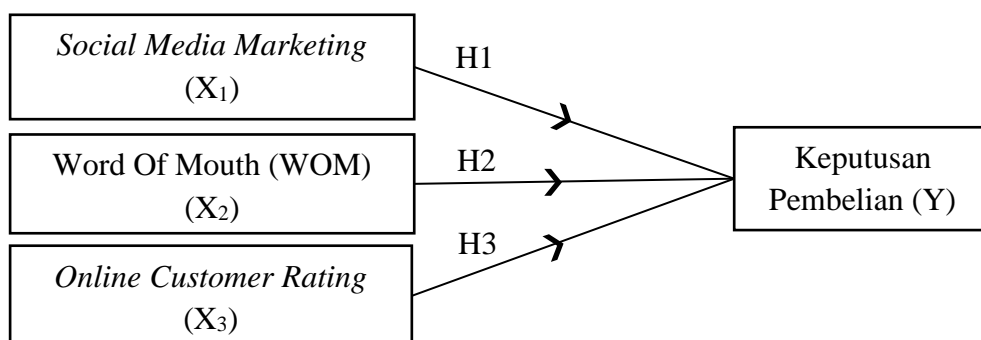 Social Media Marketing
(X₁)
H1
Word Of Mouth (WOM)
(X₂)
H2
Online Customer Rating
(X₃)
H3
Keputusan
Pembelian (Y)